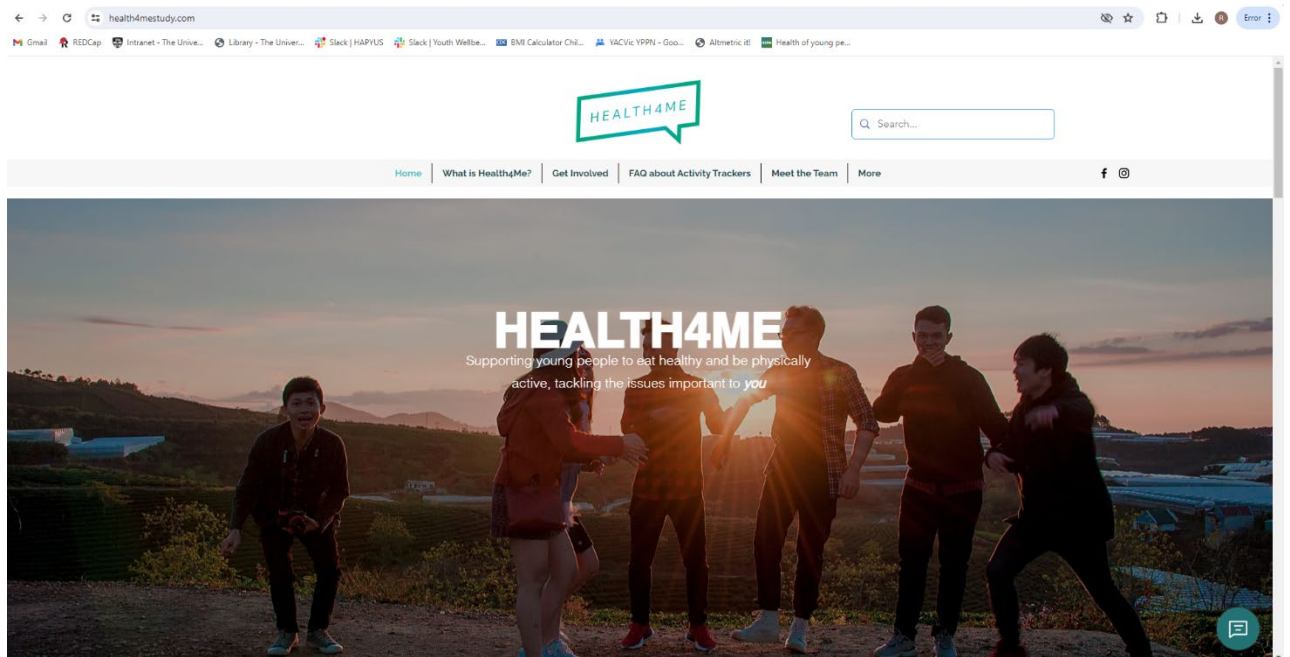 health4mestudy.com
Error
Gmail REDCap Intranet - The Unive... Library - The Univer... Slack | HAPYUS Slack | Youth Wellbe... BMI Calculator Chil... YACVic YPPN - Goo... Altmetric it! Health of young pe...
HEALTH4ME
Search...
Home What is Health4Me? Get Involved FAQ about Activity Trackers Meet the Team More
HEALTH4ME
Supporting young people to eat healthy and be physically
active, tackling the issues important to you